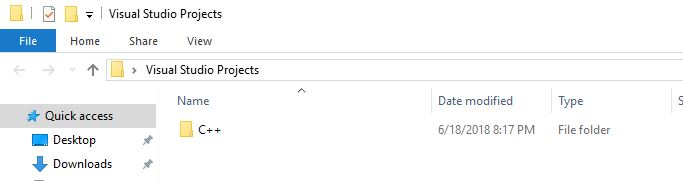 Visual Studio Projects
File Home Share View
Visual Studio Projects
Name Date modified Type S
Quick access
C++ 6/18/2018 8:17 PM File folder
Desktop
Downloads